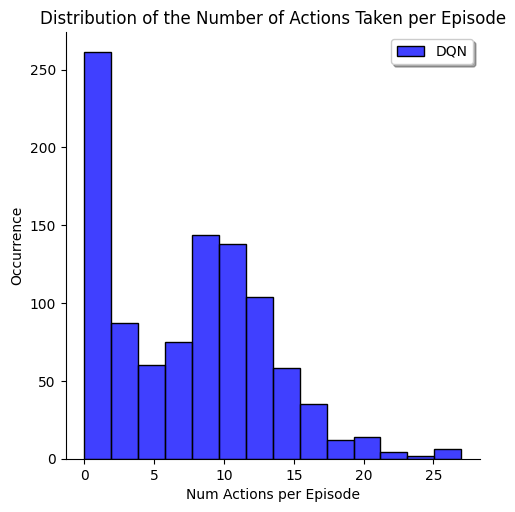 Distribution of the Number of Actions Taken per Episode
DQN
250
200
150
100
50
0
Occurrence
0 5 10 15 20 25
Num Actions per Episode